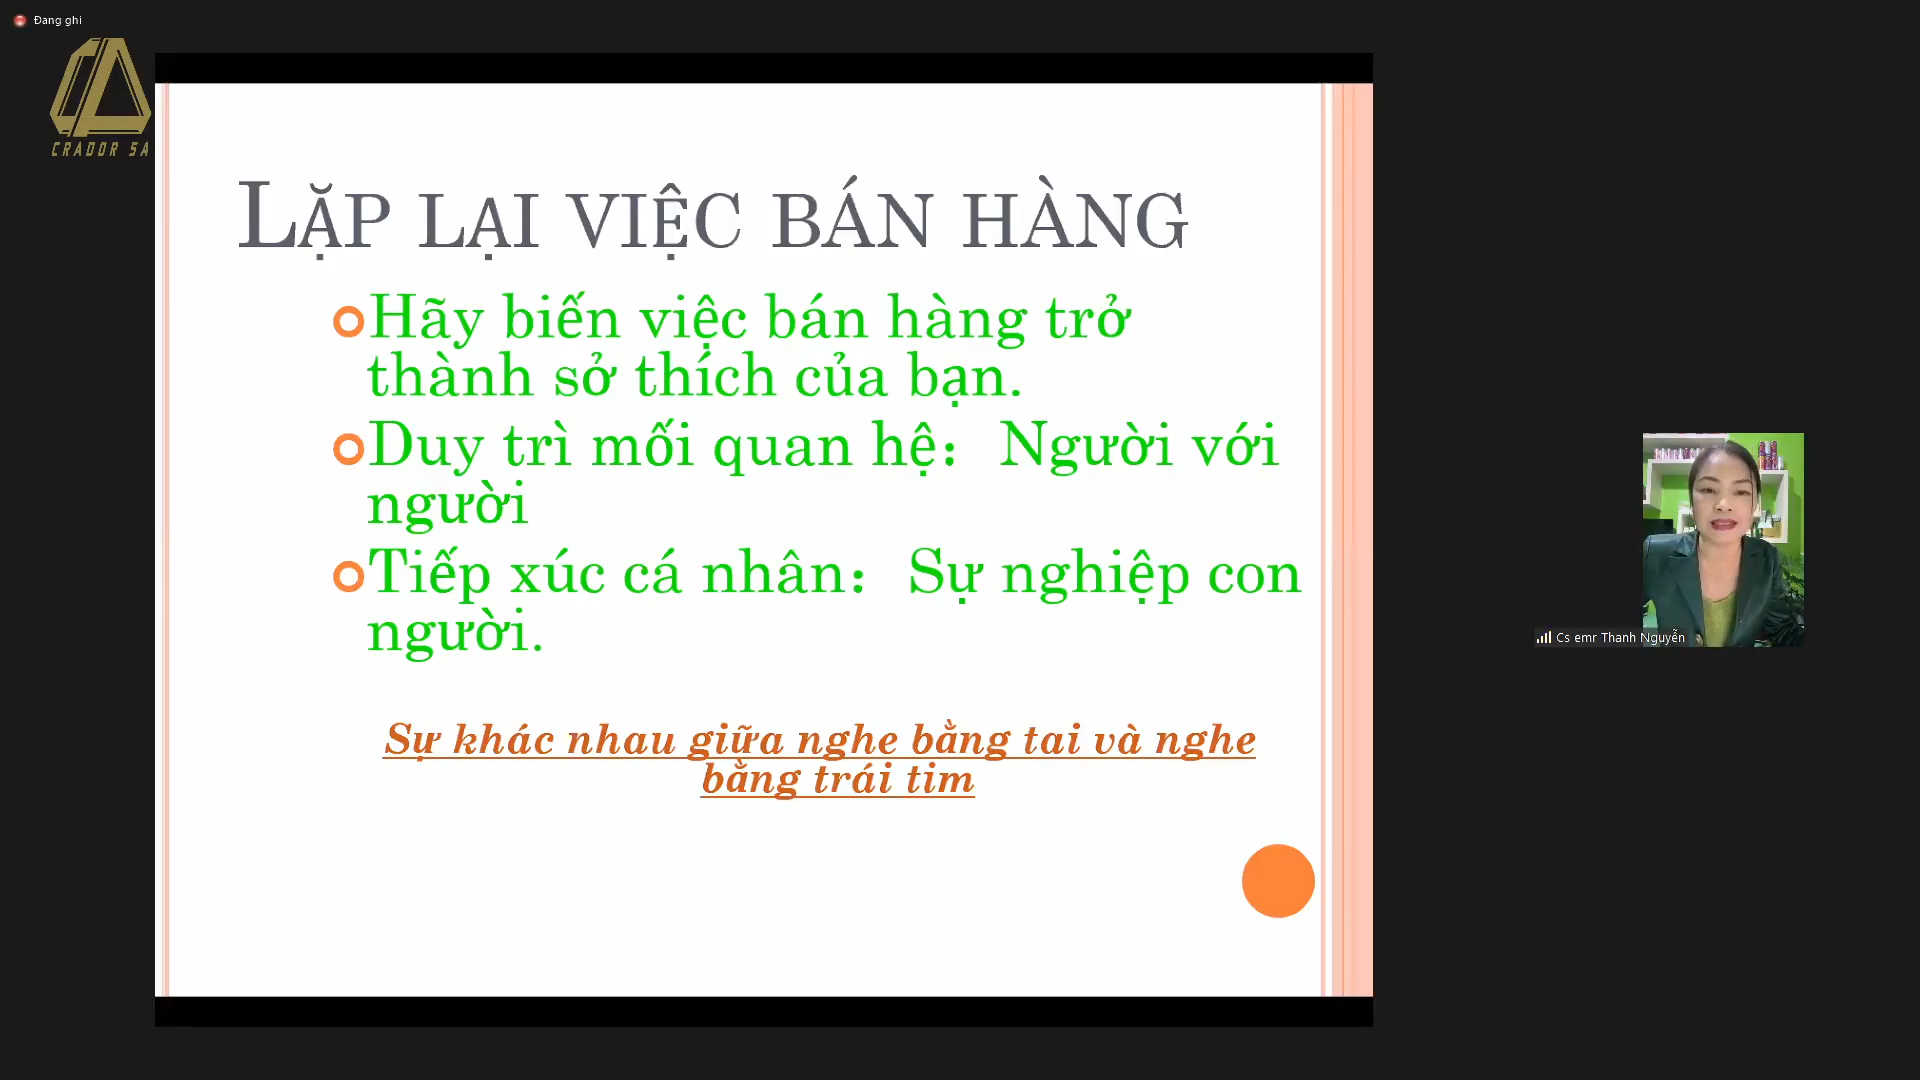 Đang ghi
CRADOR SA
LẶP LẠI VIỆC BÁN HÀNG
Hãy biến việc bán hàng trở
thành sở thích của bạn.
Duy trì mối quan hệ: Người với
người
Tiếp xúc cá nhân: Sự nghiệp con
người.
Sự khác nhau giữa nghe bằng tai và nghe
bằng trái tim
Cs emr Thanh Nguyễn